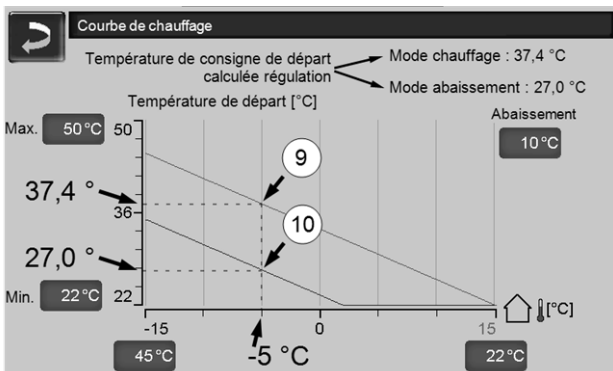 Courbe de chauffage
Température de consigne de départ
calculée régulation
Mode chauffage : 37,4 °C
Mode abaissement : 27,0 °C
Température de départ [°C]
Abaissement
10°C
Max. 50°C
50
9
37,4 °
36
10
27,0 °
Min. 22°C
22
[°C]
-15
0
15
45°C
-5 °C
22°C